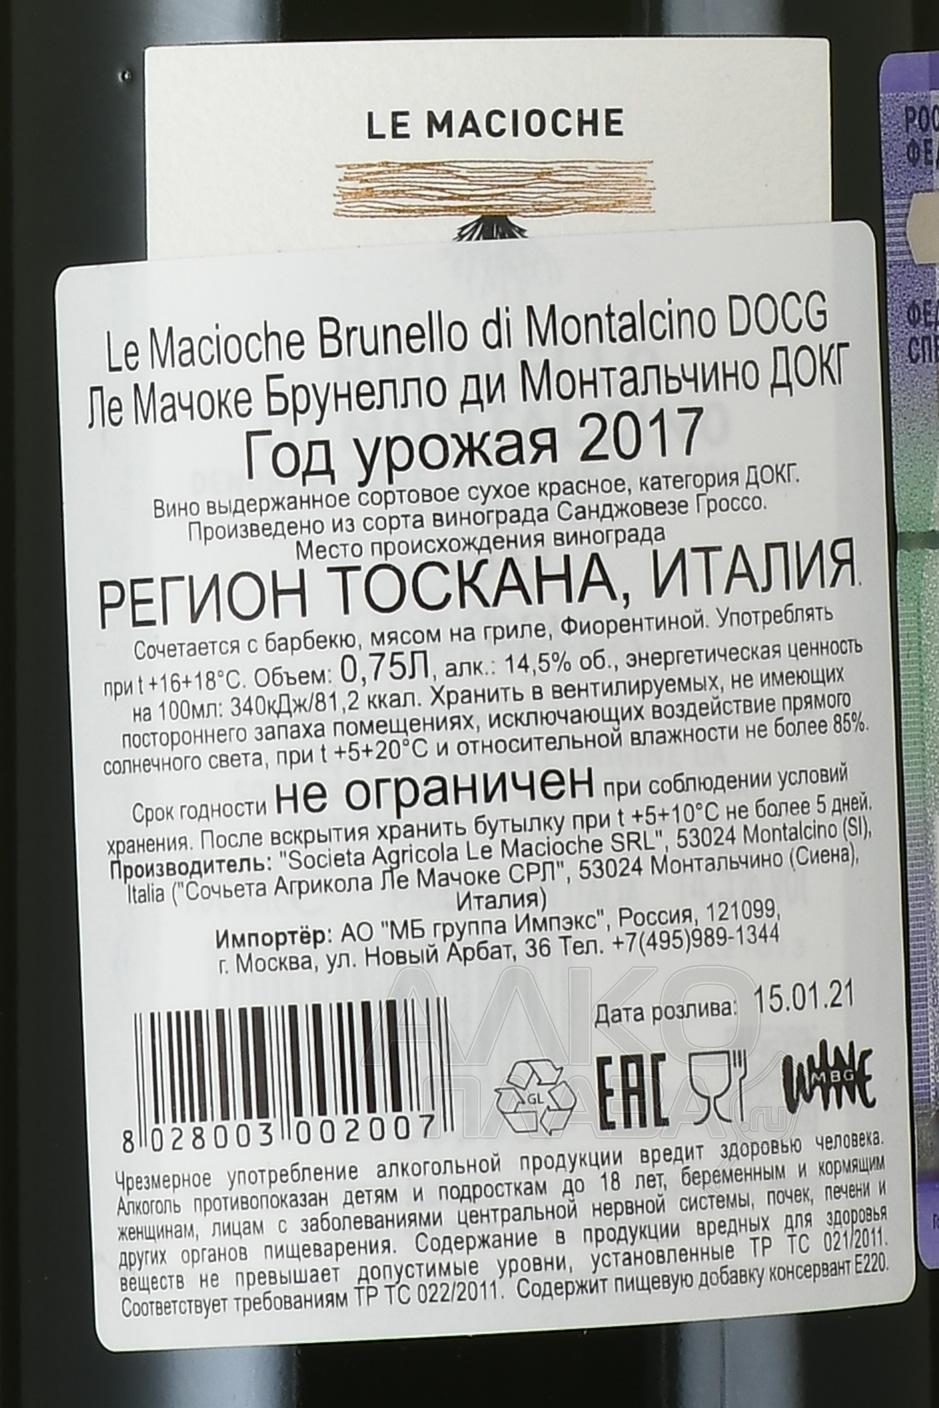 LE MACIOCHE
РОС
ФЕД
ФЕД
СПЕ
Le Macioche Brunello di Montalcino DOCG
Ле Мачоке Брунелло ди Монтальчино ДОКГ
Год урожая 2017
Вино выдержанное сортовое сухое красное, категория ДОКГ.
Произведено из сорта винограда Санджовезе Гроссо.
Место происхождения винограда
РЕГИОН ТОСКАНА, ИТАЛИЯ.
Сочетается с барбекю, мясом на гриле, Фиорентиной. Употреблять
при t +16+18°С. Объем: 0,75Л, алк.: 14,5% об., энергетическая ценность
на 100мл: 340кДж/81,2 ккал. Хранить в вентилируемых, не имеющих
постороннего запаха помещениях, исключающих воздействие прямого
солнечного света, при t +5+20°С и относительной влажности не более 85%.
Срок годности не ограничен при соблюдении условий
хранения. После вскрытия хранить бутылку при t +5+10°С не более 5 дней.
Производитель: "Societa Agricola Le Macioche SRL", 53024 Montalcino (SI),
Italia ("Сочьета Агрикола Ле Мачоке СРЛ", 53024 Монтальчино (Сиена),
Италия)
Импортёр: АО "МБ группа Импэкс", Россия, 121099,
г. Москва, ул. Новый Арбат, 36 Тел. +7(495)989-1344
Дата розлива: 15.01.21
GL
EAC
WINE
MBG
8 028003 002007
АЛКО
ПЛАЗА.ru
Чрезмерное употребление алкогольной продукции вредит здоровью человека.
Алкоголь противопоказан детям и подросткам до 18 лет, беременным и кормящим
женщинам, лицам с заболеваниями центральной нервной системы, почек, печени и
других органов пищеварения. Содержание в продукции вредных для здоровья
веществ не превышает допустимые уровни, установленные ТР ТС 021/2011.
Соответствует требованиям ТР ТС 022/2011. Содержит пищевую добавку консервант Е220.